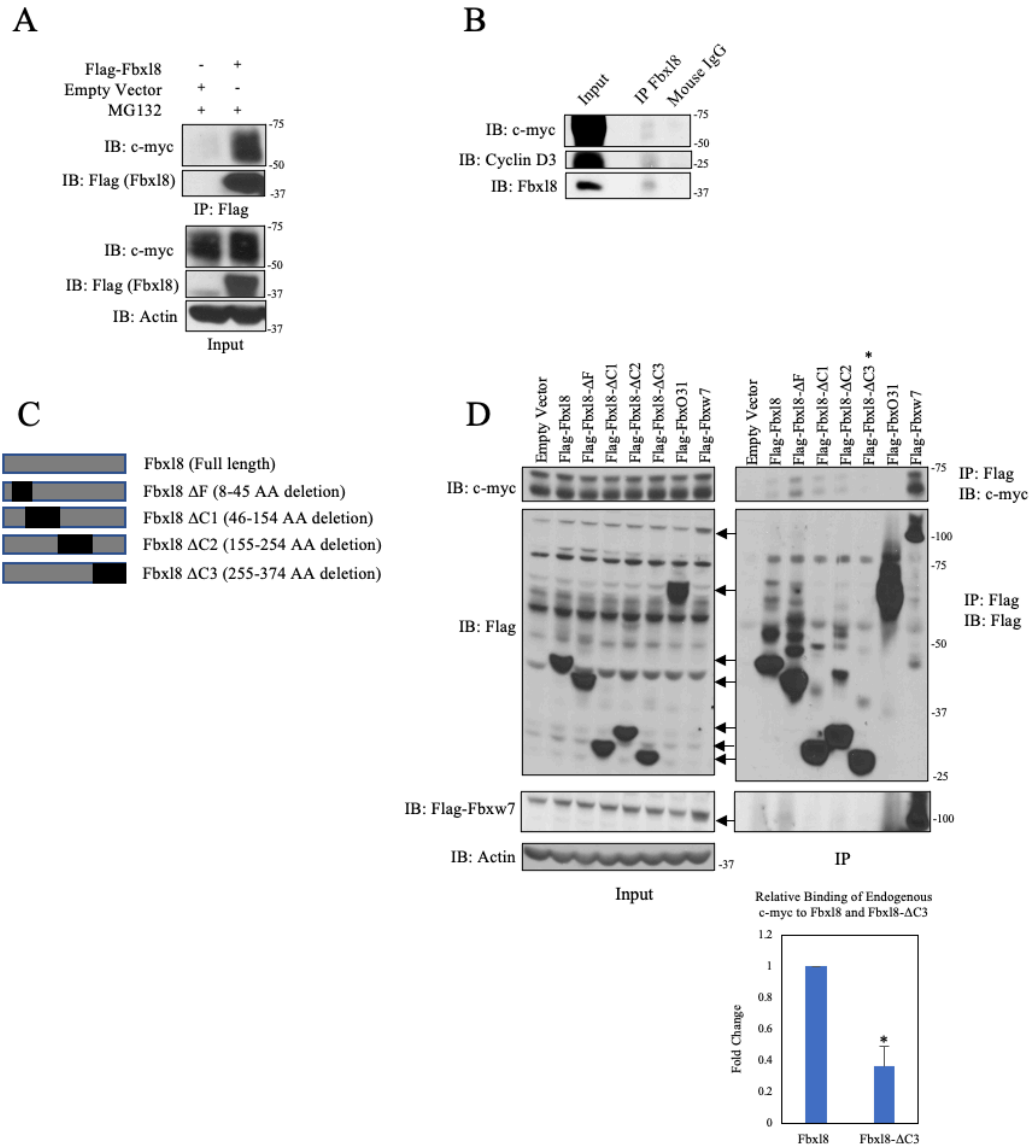 A
Flag-Fbxl8 - +
Empty Vector + -
MG132 + +
-75
IB: c-myc
-50
IB: Flag (Fbxl8)
-37
IP: Flag
-75
IB: c-myc
-50
IB: Flag (Fbxl8)
-37
IB: Actin
-37
Input
B
Input
IP Fbxl8
Mouse IgG
-75
IB: c-myc
-50
IB: Cyclin D3
-25
IB: Fbxl8
-37
C
Fbxl8 (Full length)
Fbxl8 ΔF (8-45 AA deletion)
Fbxl8 ΔC1 (46-154 AA deletion)
Fbxl8 ΔC2 (155-254 AA deletion)
Fbxl8 ΔC3 (255-374 AA deletion)
D
Empty Vector
Flag-Fbxl8
Flag-Fbxl8-ΔF
Flag-Fbxl8-ΔC1
Flag-Fbxl8-ΔC2
Flag-Fbxl8-ΔC3
Flag-FbxO31
Flag-Fbxw7
Empty Vector
Flag-Fbxl8
Flag-Fbxl8-ΔF
Flag-Fbxl8-ΔC1
Flag-Fbxl8-ΔC2
Flag-Fbxl8-ΔC3 *
Flag-FbxO31
Flag-Fbxw7
IB: c-myc
-75
IP: Flag
IB: c-myc
-50
IB: Flag
-100
-75
IP: Flag
IB: Flag
-50
-37
-25
IB: Flag-Fbxw7
-100
IB: Actin
-37
IP
Input
Relative Binding of Endogenous
c-myc to Fbxl8 and Fbxl8-ΔC3
Fold Change
1.2
1
0.8
0.6
0.4
0.2
0
*
Fbxl8 Fbxl8-ΔC3